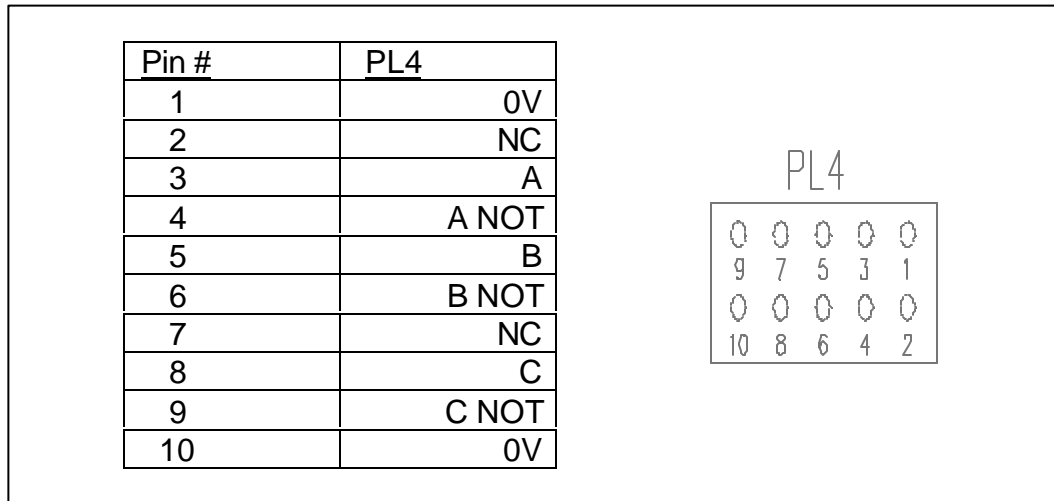 Pin # PL4
1 0V
2 NC
3 A
4 A NOT
5 B
6 B NOT
7 NC
8 C
9 C NOT
10 0V
PL4
9 7 5 3 1
10 8 6 4 2